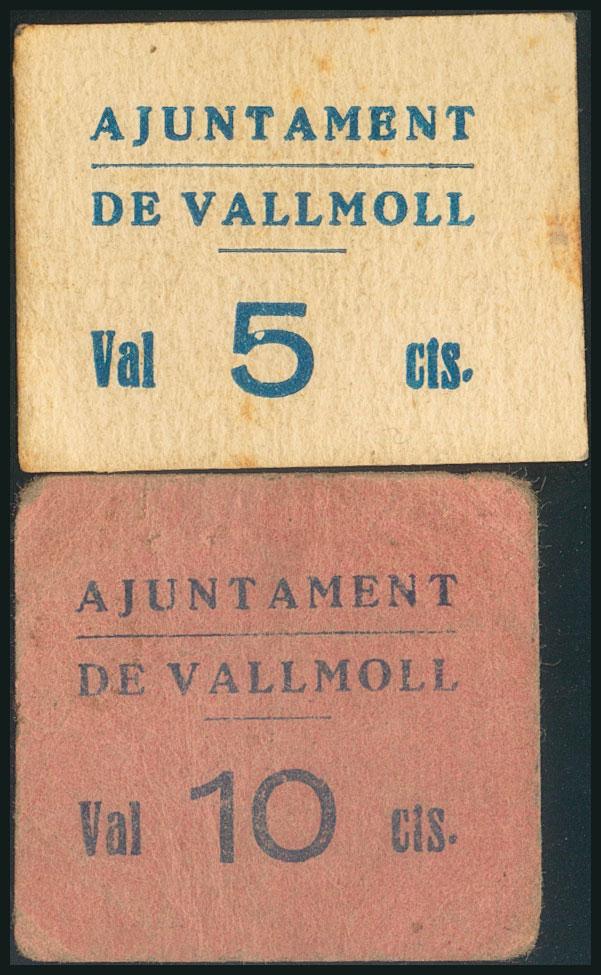 AJUNTAMENT
DE VALLMOLL
Val 5 cts.
AJUNTAMENT
DE VALLMOLL
Val 10 cts.